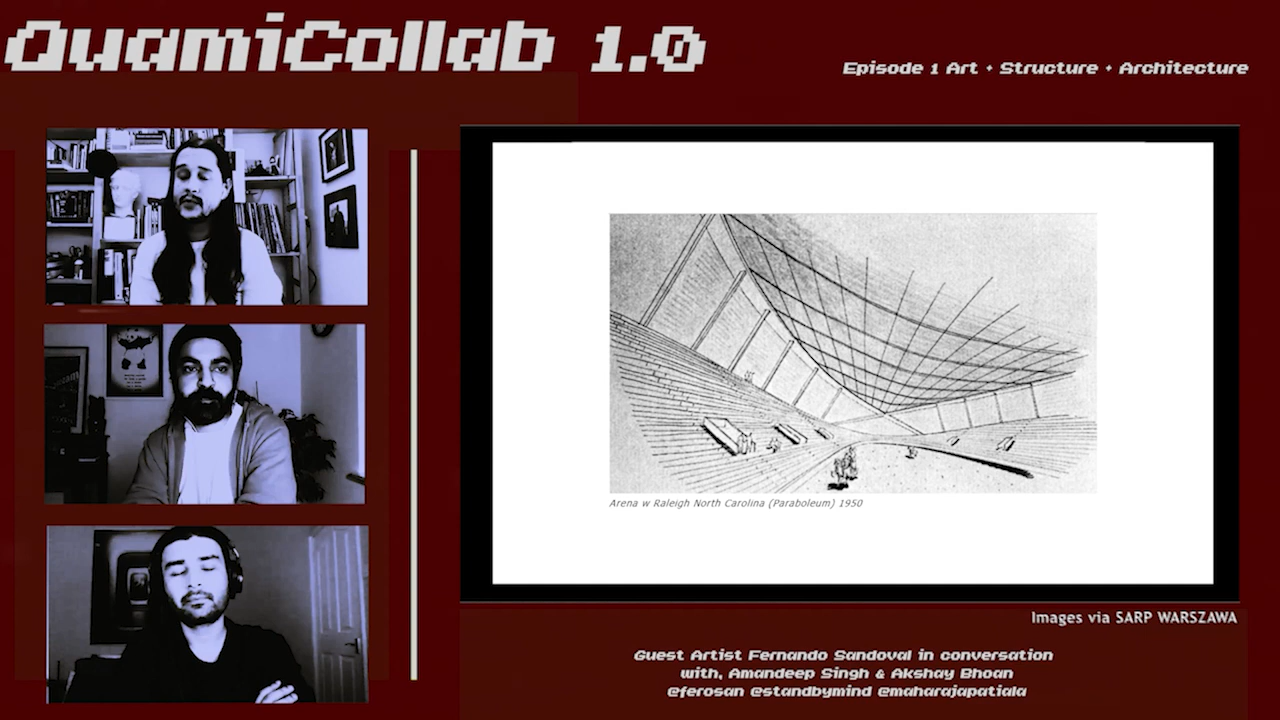 QuamiCollab 1.0
Episode 1 Art • Structure • Architecture
Arena w Raleigh North Carolina (Paraboleum) 1950
Images via SARP WARSZAWA
Guest Artist Fernando Sandoval in conversation
with, Amandeep Singh & Akshay Bhoan
@ferosan @standbymind @maharajapatiala